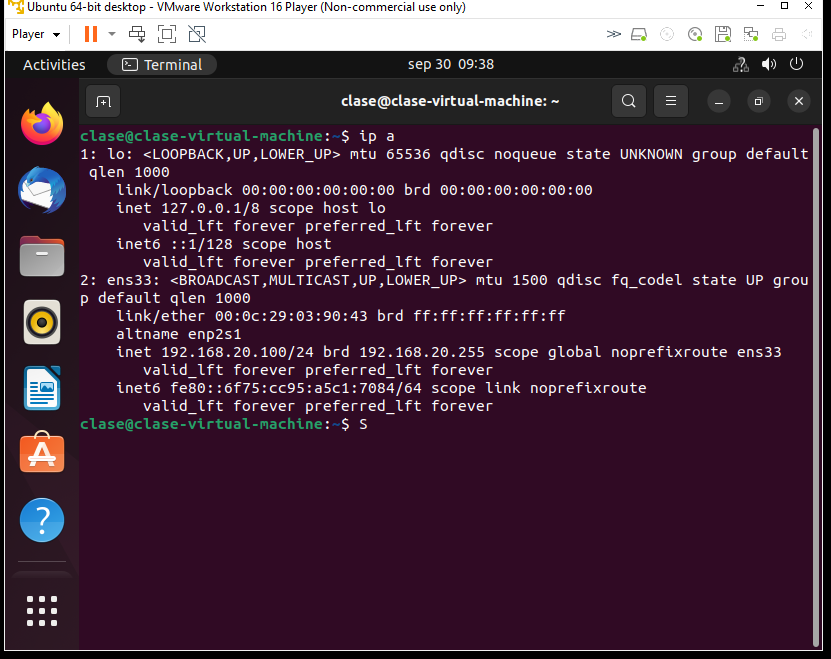 Ubuntu 64-bit desktop - VMware Workstation 16 Player (Non-commercial use only)
Player
Activities
Terminal
sep 30 09:38
clase@clase-virtual-machine: ~
clase@clase-virtual-machine:~$ ip a
1: lo: <LOOPBACK,UP,LOWER_UP> mtu 65536 qdisc noqueue state UNKNOWN group default
 qlen 1000
    link/loopback 00:00:00:00:00:00 brd 00:00:00:00:00:00
    inet 127.0.0.1/8 scope host lo
       valid_lft forever preferred_lft forever
    inet6 ::1/128 scope host
       valid_lft forever preferred_lft forever
2: ens33: <BROADCAST,MULTICAST,UP,LOWER_UP> mtu 1500 qdisc fq_codel state UP grou
p default qlen 1000
    link/ether 00:0c:29:03:90:43 brd ff:ff:ff:ff:ff:ff
    altname enp2s1
    inet 192.168.20.100/24 brd 192.168.20.255 scope global noprefixroute ens33
       valid_lft forever preferred_lft forever
    inet6 fe80::6f75:cc95:a5c1:7084/64 scope link noprefixroute
       valid_lft forever preferred_lft forever
clase@clase-virtual-machine:~$ S